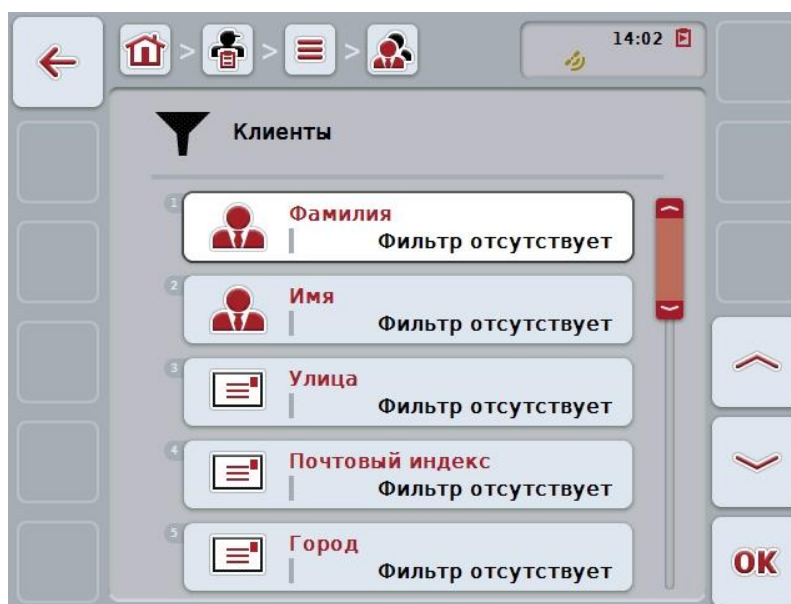 14:02
Клиенты
1
Фамилия
Фильтр отсутствует
2
Имя
Фильтр отсутствует
3
Улица
Фильтр отсутствует
4
Почтовый индекс
Фильтр отсутствует
5
Город
Фильтр отсутствует
OK